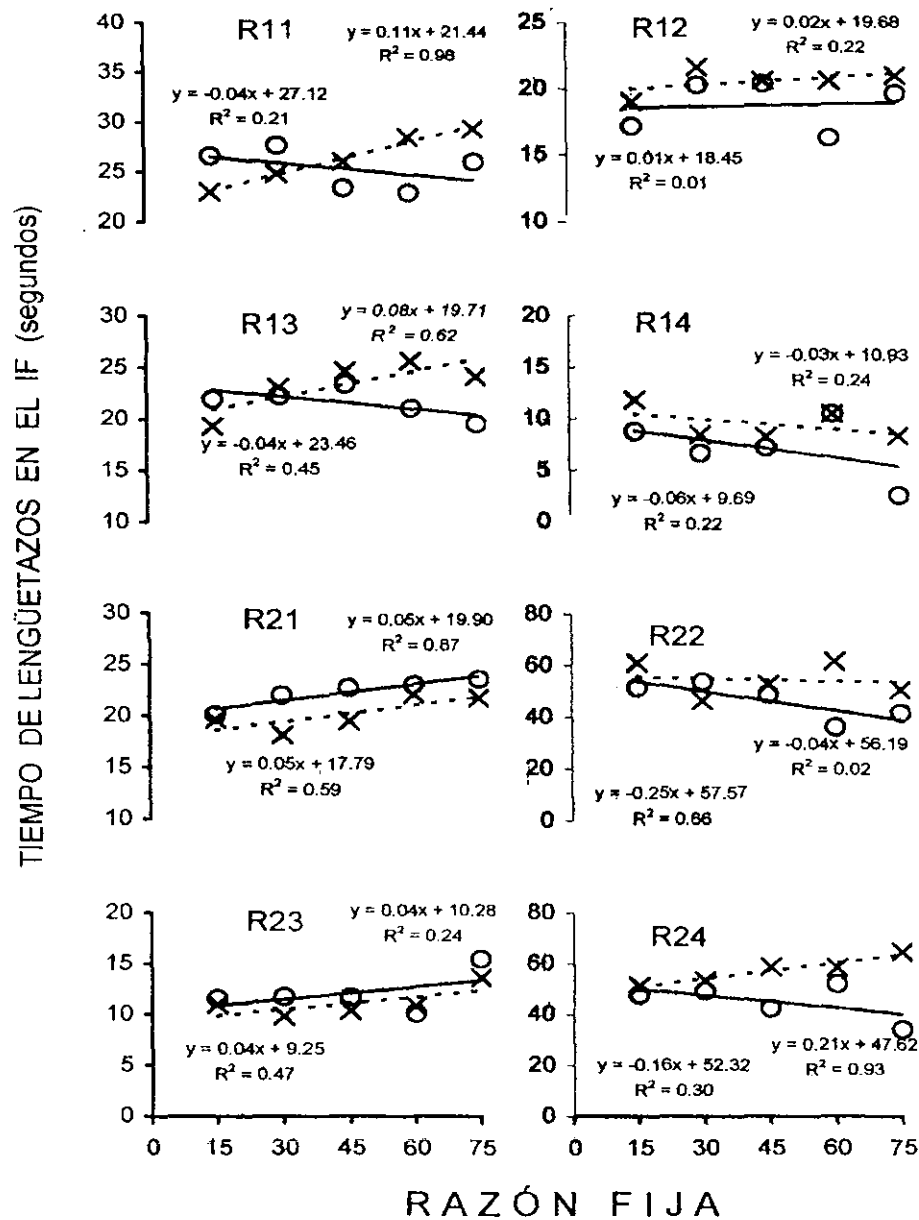 TIEMPO DE LENGÜETAZOS EN EL IF (segundos)
R11
y = 0.11x + 21.44
R² = 0.98
y = -0.04x + 27.12
R² = 0.21
40
35
30
25
20
R12
y = 0.02x + 19.68
R² = 0.22
y = 0.01x + 18.45
R² = 0.01
25
20
15
10
R13
y = 0.08x + 19.71
R² = 0.62
y = -0.04x + 23.46
R² = 0.45
30
25
20
15
10
R14
y = -0.03x + 10.93
R² = 0.24
y = -0.06x + 9.69
R² = 0.22
20
15
10
5
0
R21
y = 0.05x + 19.90
R² = 0.87
y = 0.05x + 17.79
R² = 0.59
30
25
20
15
10
R22
y = -0.04x + 56.19
R² = 0.02
y = -0.25x + 57.57
R² = 0.66
80
60
40
20
0
R23
y = 0.04x + 10.28
R² = 0.24
y = 0.04x + 9.25
R² = 0.47
20
15
10
5
0
0 15 30 45 60 75
R24
y = 0.21x + 47.62
R² = 0.93
y = -0.16x + 52.32
R² = 0.30
80
60
40
20
0
0 15 30 45 60 75
RAZÓN FIJA